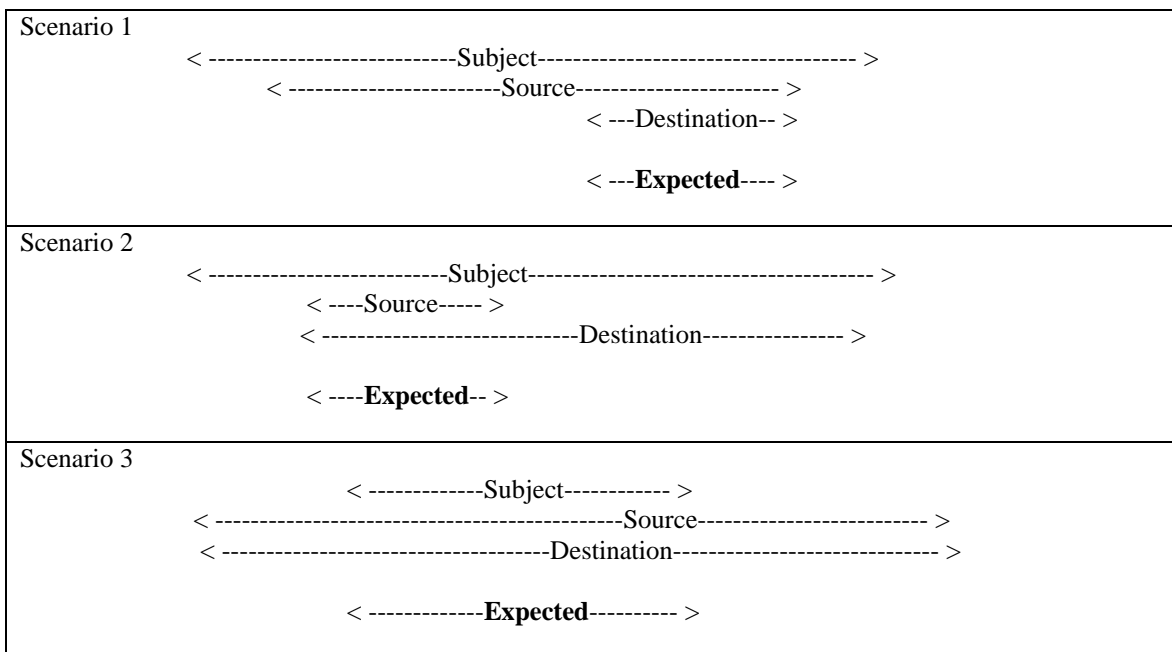 Scenario 1
< ----------------------------Subject------------------------------------ >
< ------------------------Source----------------------- >
< ---Destination-- >
< ---Expected---- >
Scenario 2
< ---------------------------Subject--------------------------------------- >
< ----Source----- >
< -----------------------------Destination---------------- >
< ----Expected-- >
Scenario 3
< -------------Subject------------ >
< ----------------------------------------------Source-------------------------- >
< -------------------------------------Destination------------------------------ >
< -------------Expected---------- >